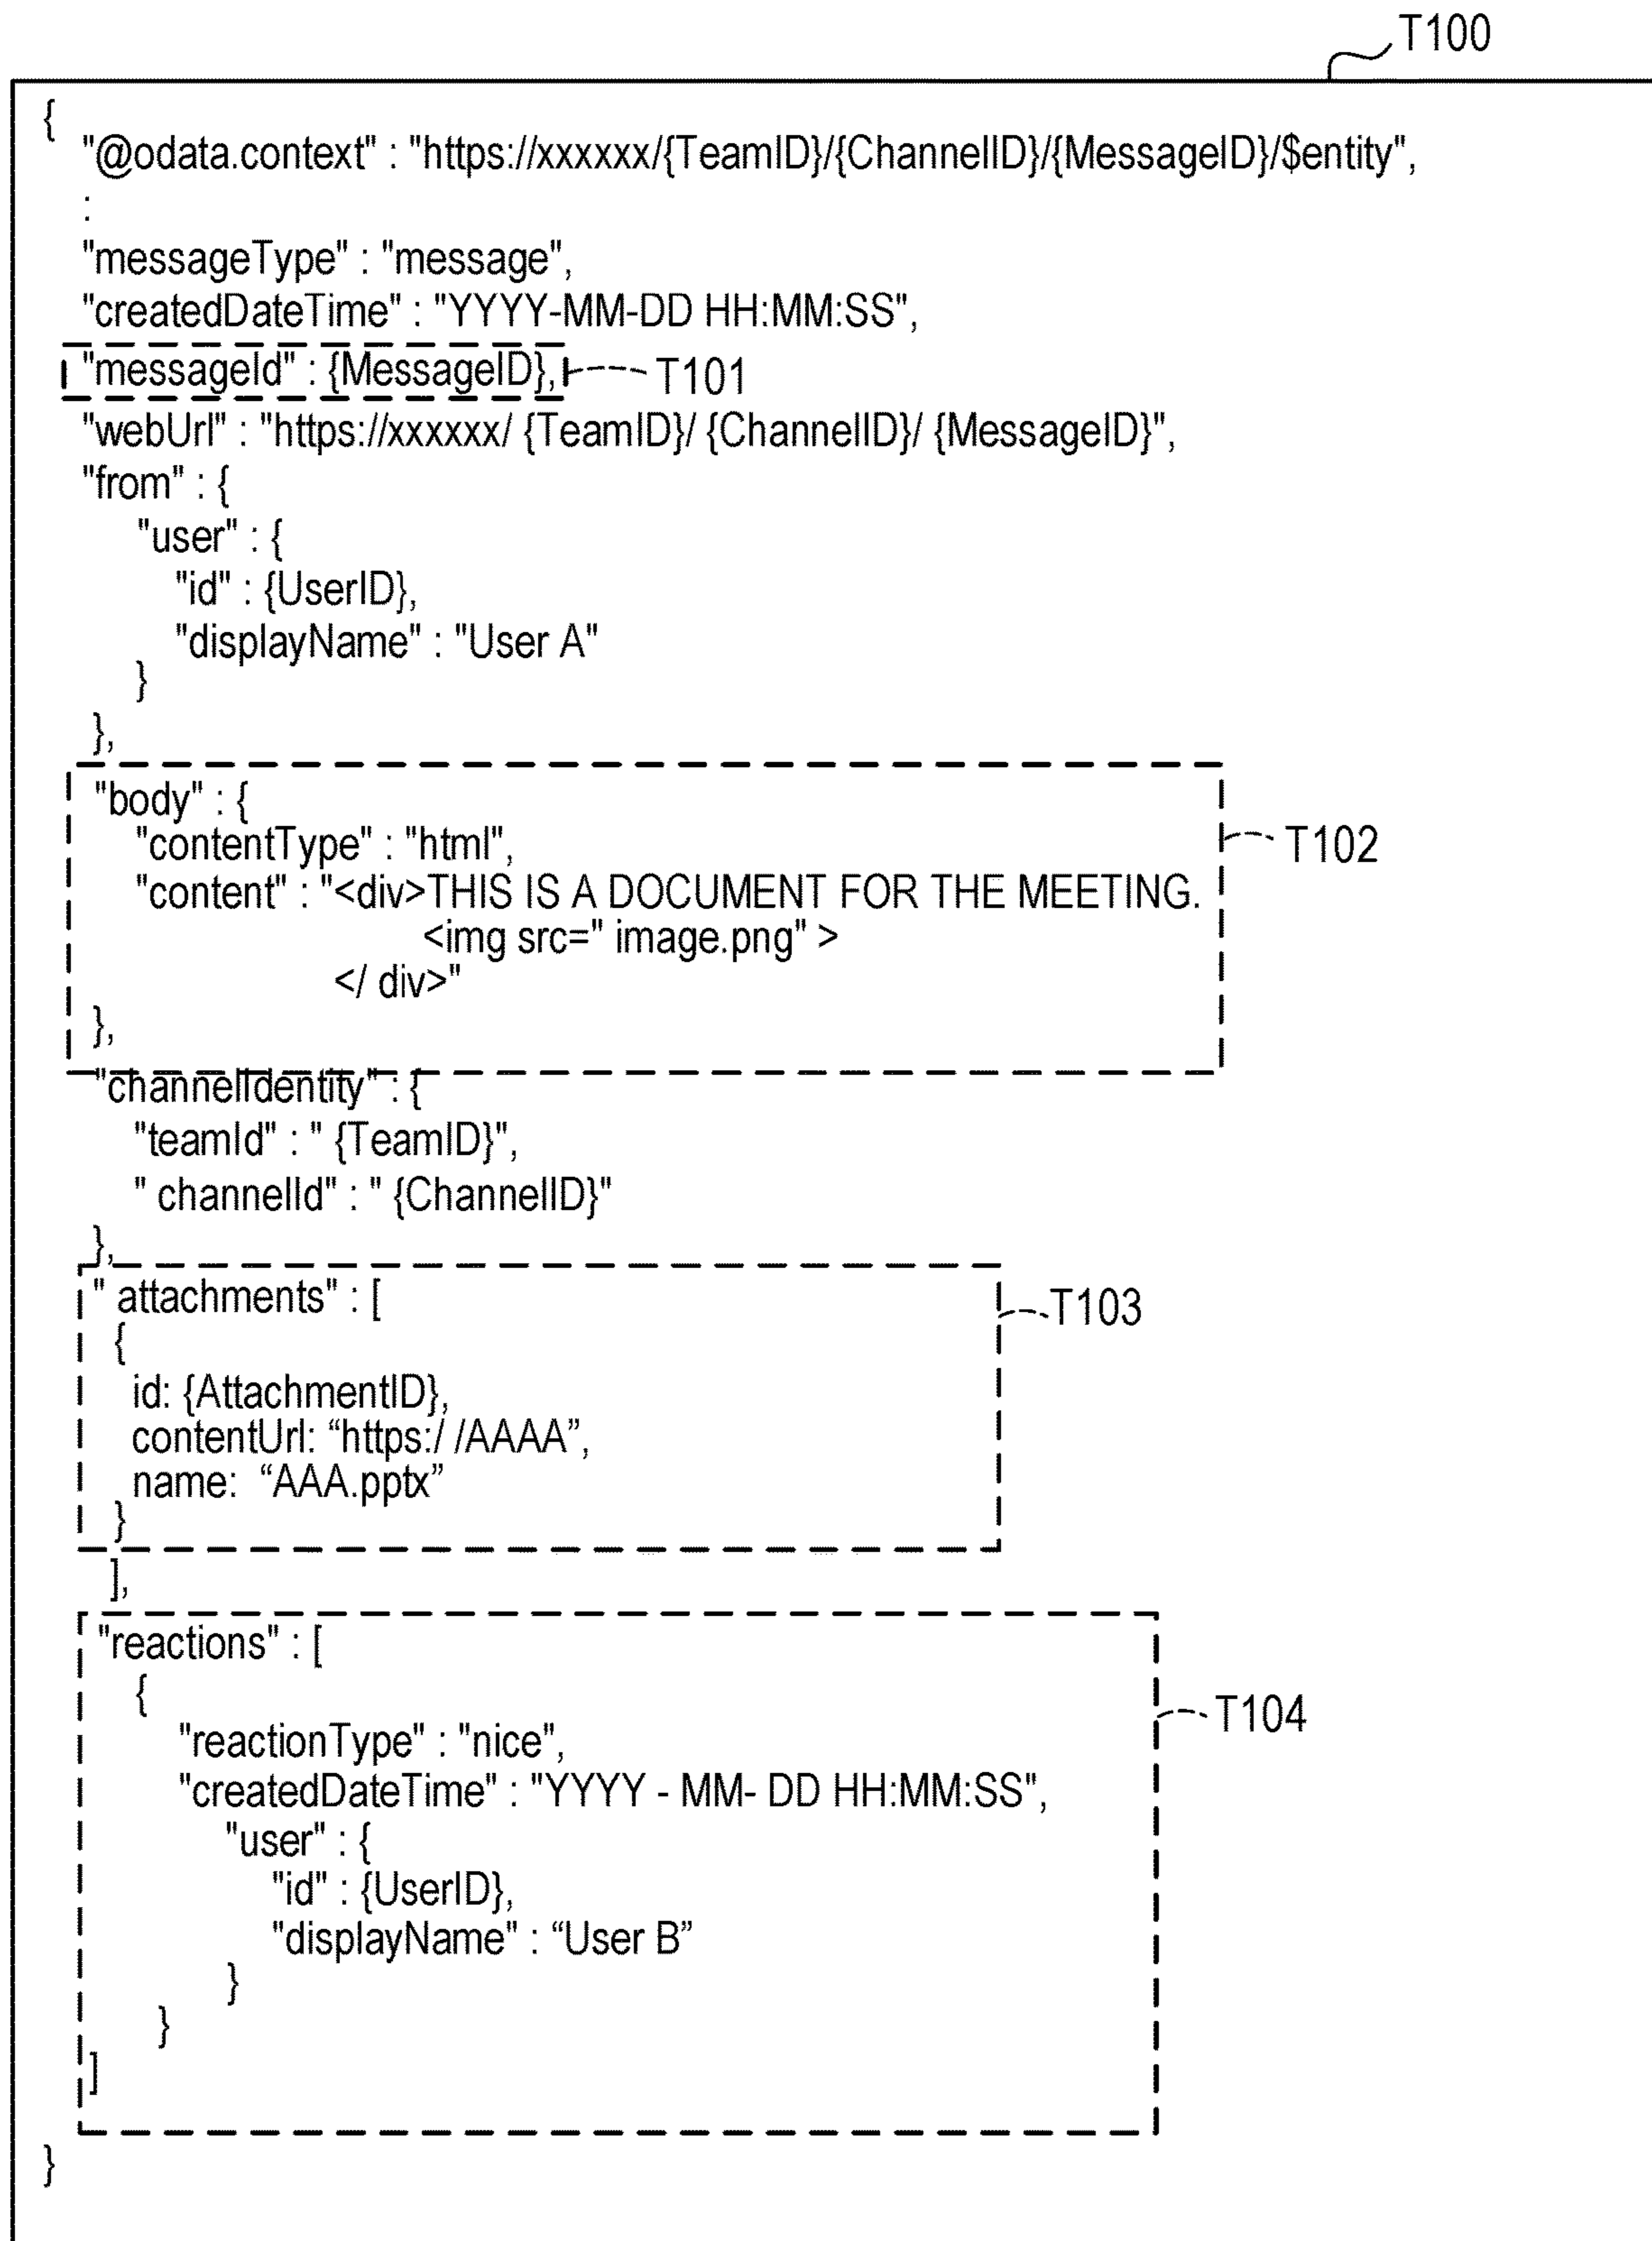 T100
{
"@odata.context" : "https://xxxxxx/{TeamID}/{ChannelID}/{MessageID}/$entity",
:
"messageType" : "message",
"createdDateTime" : "YYYY-MM-DD HH:MM:SS",
"messageId" : {MessageID}, T101
"webUrl" : "https://xxxxxx/ {TeamID}/ {ChannelID}/ {MessageID}",
"from" : {
"user" : {
"id" : {UserID},
"displayName" : "User A"
}
},
"body" : {
"contentType" : "html", T102
"content" : "<div>THIS IS A DOCUMENT FOR THE MEETING.
<img src=" image.png" >
</ div>"
},
"channelIdentity" : {
"teamId" : " {TeamID}",
" channelId" : " {ChannelID}"
},
" attachments" : [ T103
{
id: {AttachmentID},
contentUrl: “https:/ /AAAA”,
name: “AAA.pptx”
}
],
"reactions" : [
{
"reactionType" : "nice", T104
"createdDateTime" : "YYYY - MM- DD HH:MM:SS",
"user" : {
"id" : {UserID},
"displayName" : “User B”
}
}
]
}